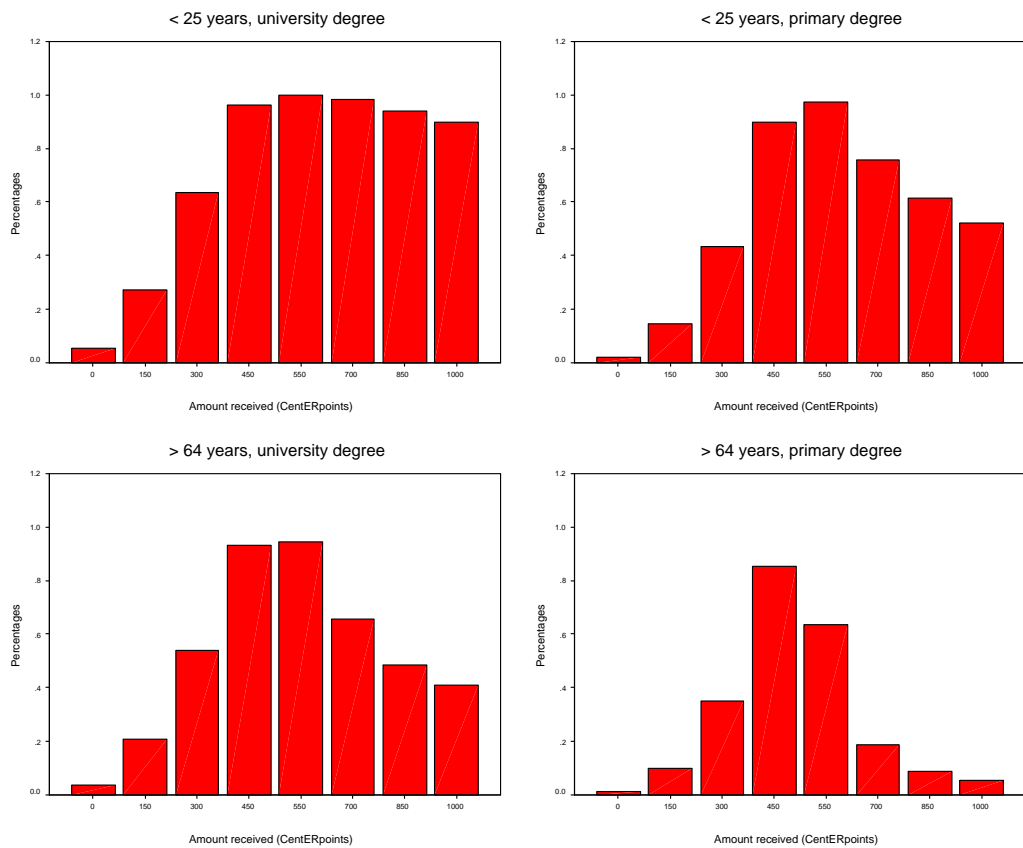 < 25 years, university degree
Percentages
1.2
1.0
.8
.6
.4
.2
0.0
0 150 300 450 550 700 850 1000
Amount received (CentERpoints)
< 25 years, primary degree
Percentages
1.2
1.0
.8
.6
.4
.2
0.0
0 150 300 450 550 700 850 1000
Amount received (CentERpoints)
> 64 years, university degree
Percentages
1.2
1.0
.8
.6
.4
.2
0.0
0 150 300 450 550 700 850 1000
Amount received (CentERpoints)
> 64 years, primary degree
Percentages
1.2
1.0
.8
.6
.4
.2
0.0
0 150 300 450 550 700 850 1000
Amount received (CentERpoints)